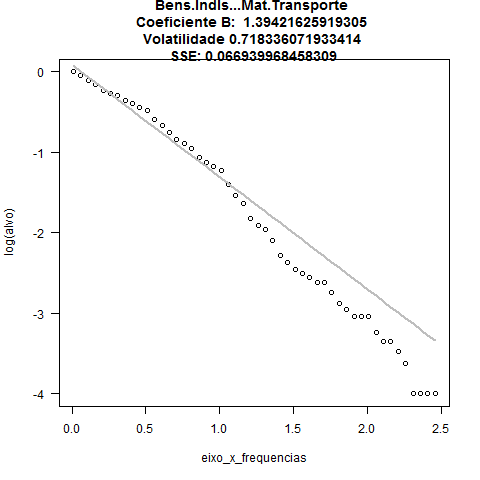 Bens.Indis...Mat.Transporte
Coeficiente B:  1.39421625919305
Volatilidade 0.718336071933414
SSE: 0.066939968458309
log(alvo)
0
-1
-2
-3
-4
0.0 0.5 1.0 1.5 2.0 2.5
eixo_x_frequencias